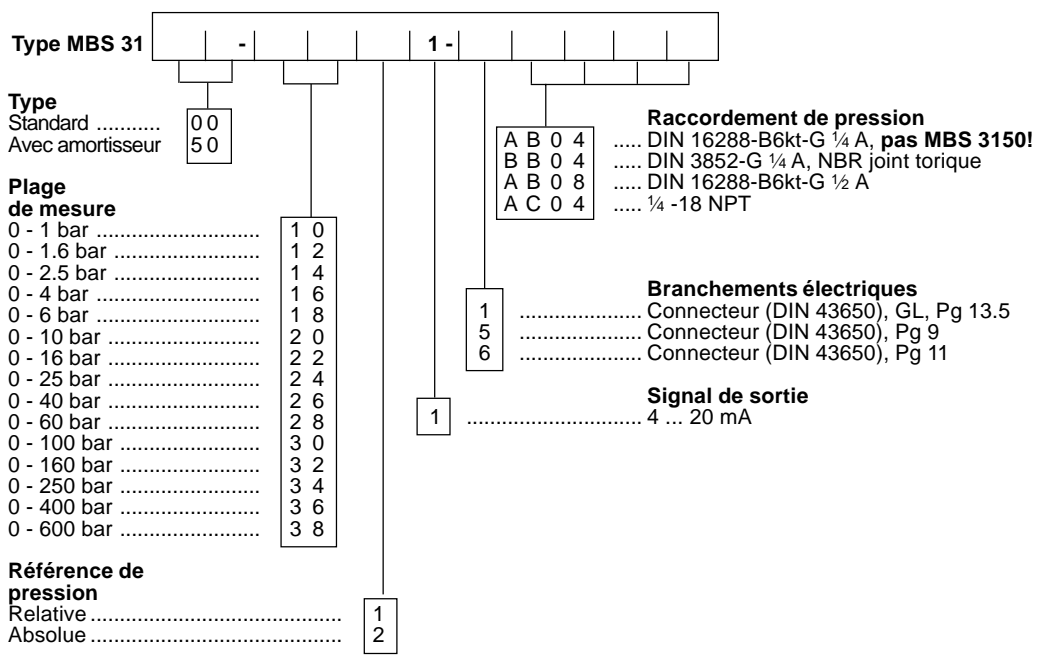 Type MBS 31 - 1 -
Type
Standard ........... 0 0
Avec amortisseur 5 0
Raccordement de pression
A B 0 4 ..... DIN 16288-B6kt-G ¼ A, pas MBS 3150!
B B 0 4 ..... DIN 3852-G ¼ A, NBR joint torique
A B 0 8 ..... DIN 16288-B6kt-G ½ A
A C 0 4 ..... ¼ -18 NPT
Plage
de mesure
0 - 1 bar ............................ 1 0
0 - 1.6 bar ......................... 1 2
0 - 2.5 bar ......................... 1 4
0 - 4 bar ............................ 1 6
0 - 6 bar ............................ 1 8
0 - 10 bar .......................... 2 0
0 - 16 bar .......................... 2 2
0 - 25 bar .......................... 2 4
0 - 40 bar .......................... 2 6
0 - 60 bar .......................... 2 8
0 - 100 bar ........................ 3 0
0 - 160 bar ........................ 3 2
0 - 250 bar ........................ 3 4
0 - 400 bar ........................ 3 6
0 - 600 bar ........................ 3 8
Branchements électriques
1 ..................... Connecteur (DIN 43650), GL, Pg 13.5
5 ..................... Connecteur (DIN 43650), Pg 9
6 ..................... Connecteur (DIN 43650), Pg 11
Signal de sortie
1 .............................. 4 ... 20 mA
Référence de
pression
Relative ........................................... 1
Absolue ........................................... 2